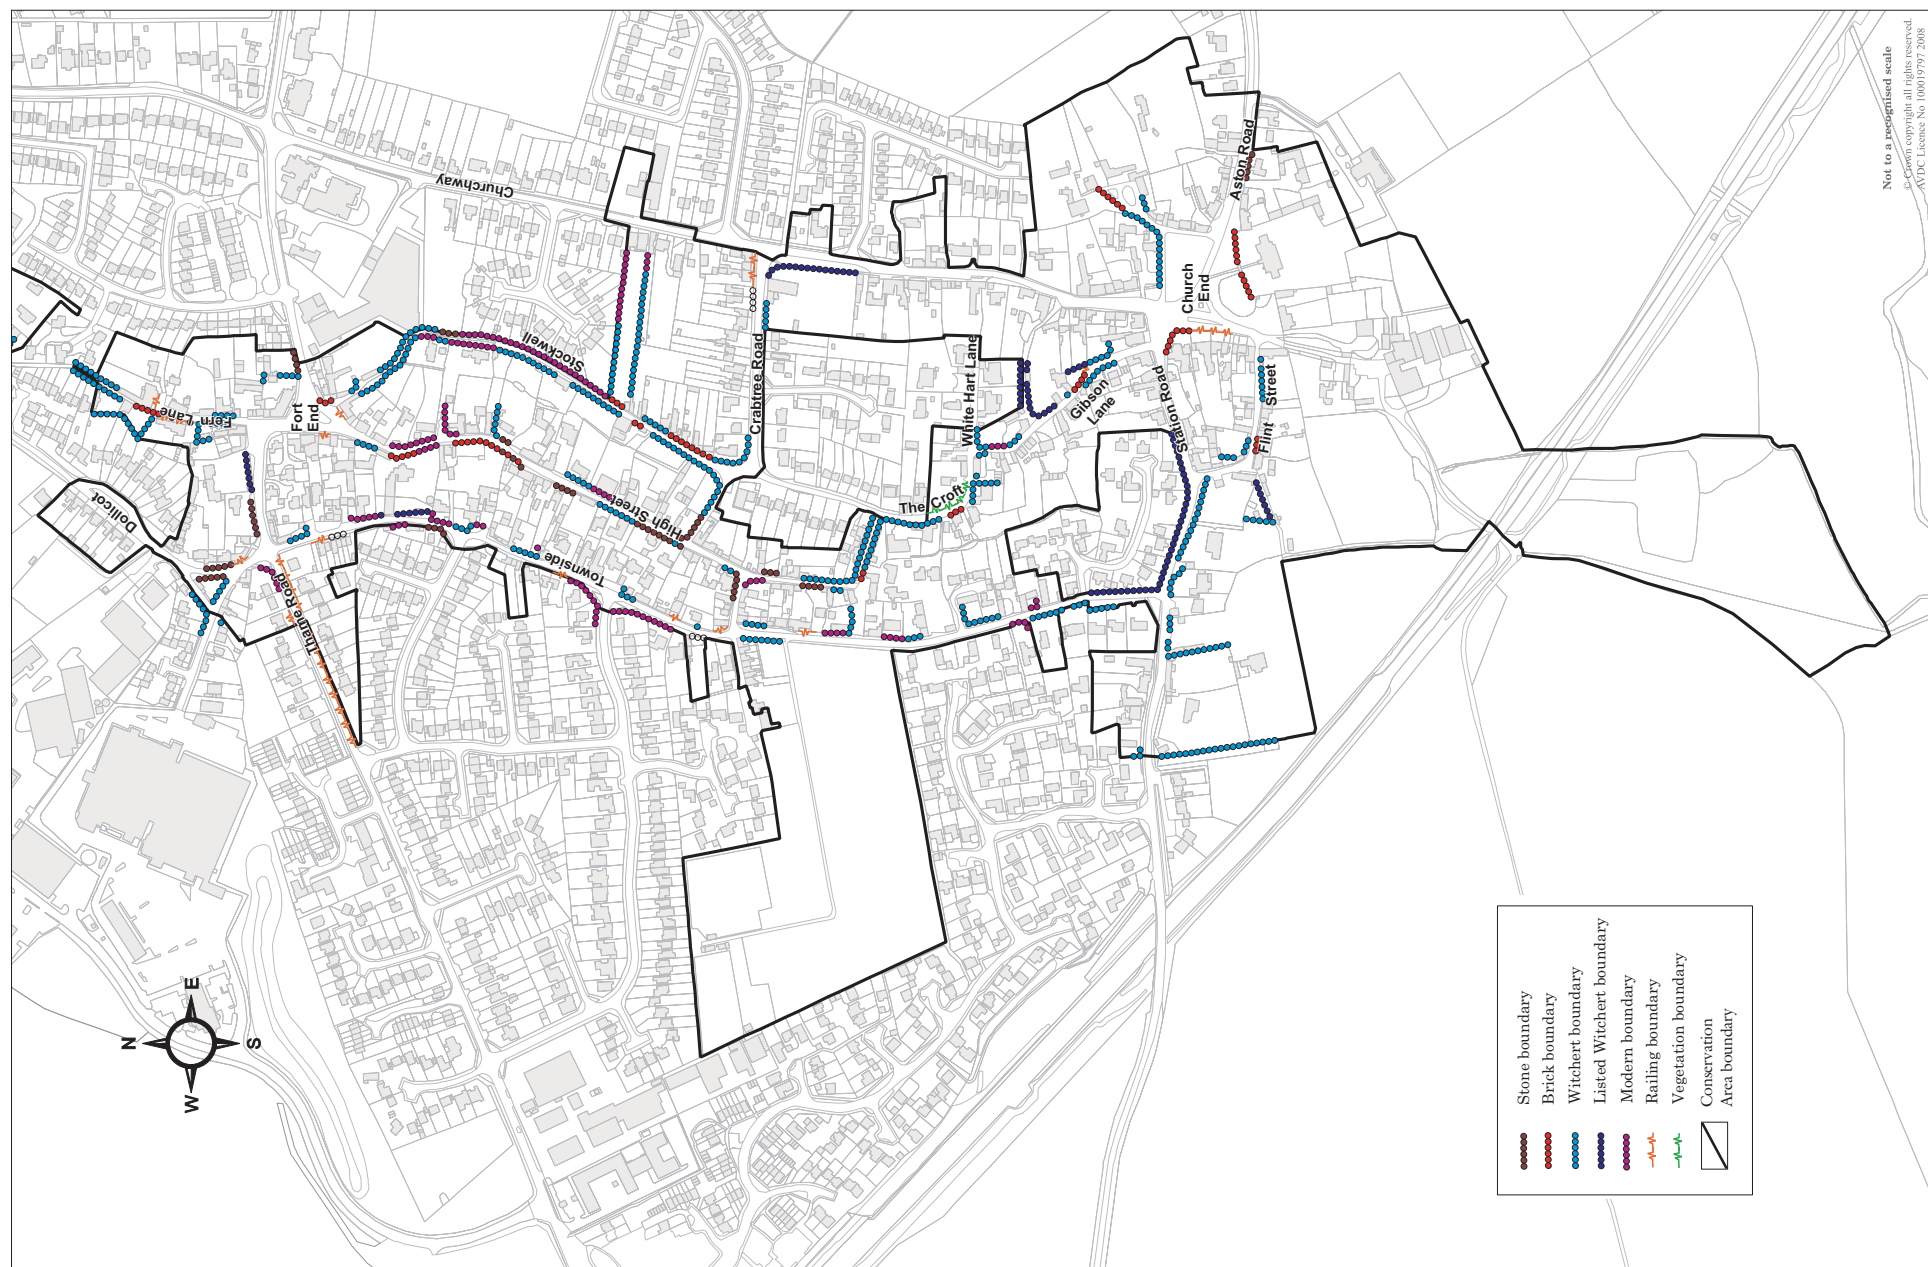 Not to a recognised scale
© Crown copyright all rights reserved.
AVDC Licence No 100019797 2008
Churchway
Aston Road
Church
End
Stockwell
Crabtree Road
White Hart Lane
Gibson
Lane
Station Road
Flint
Street
Fern Lane
Fort
End
Dollicot
High Street
The Croft
Townside
Thame Road
N
E
S
W
Stone boundary
Brick boundary
Witchert boundary
Listed Witchert boundary
Modern boundary
Railing boundary
Vegetation boundary
Conservation
Area boundary